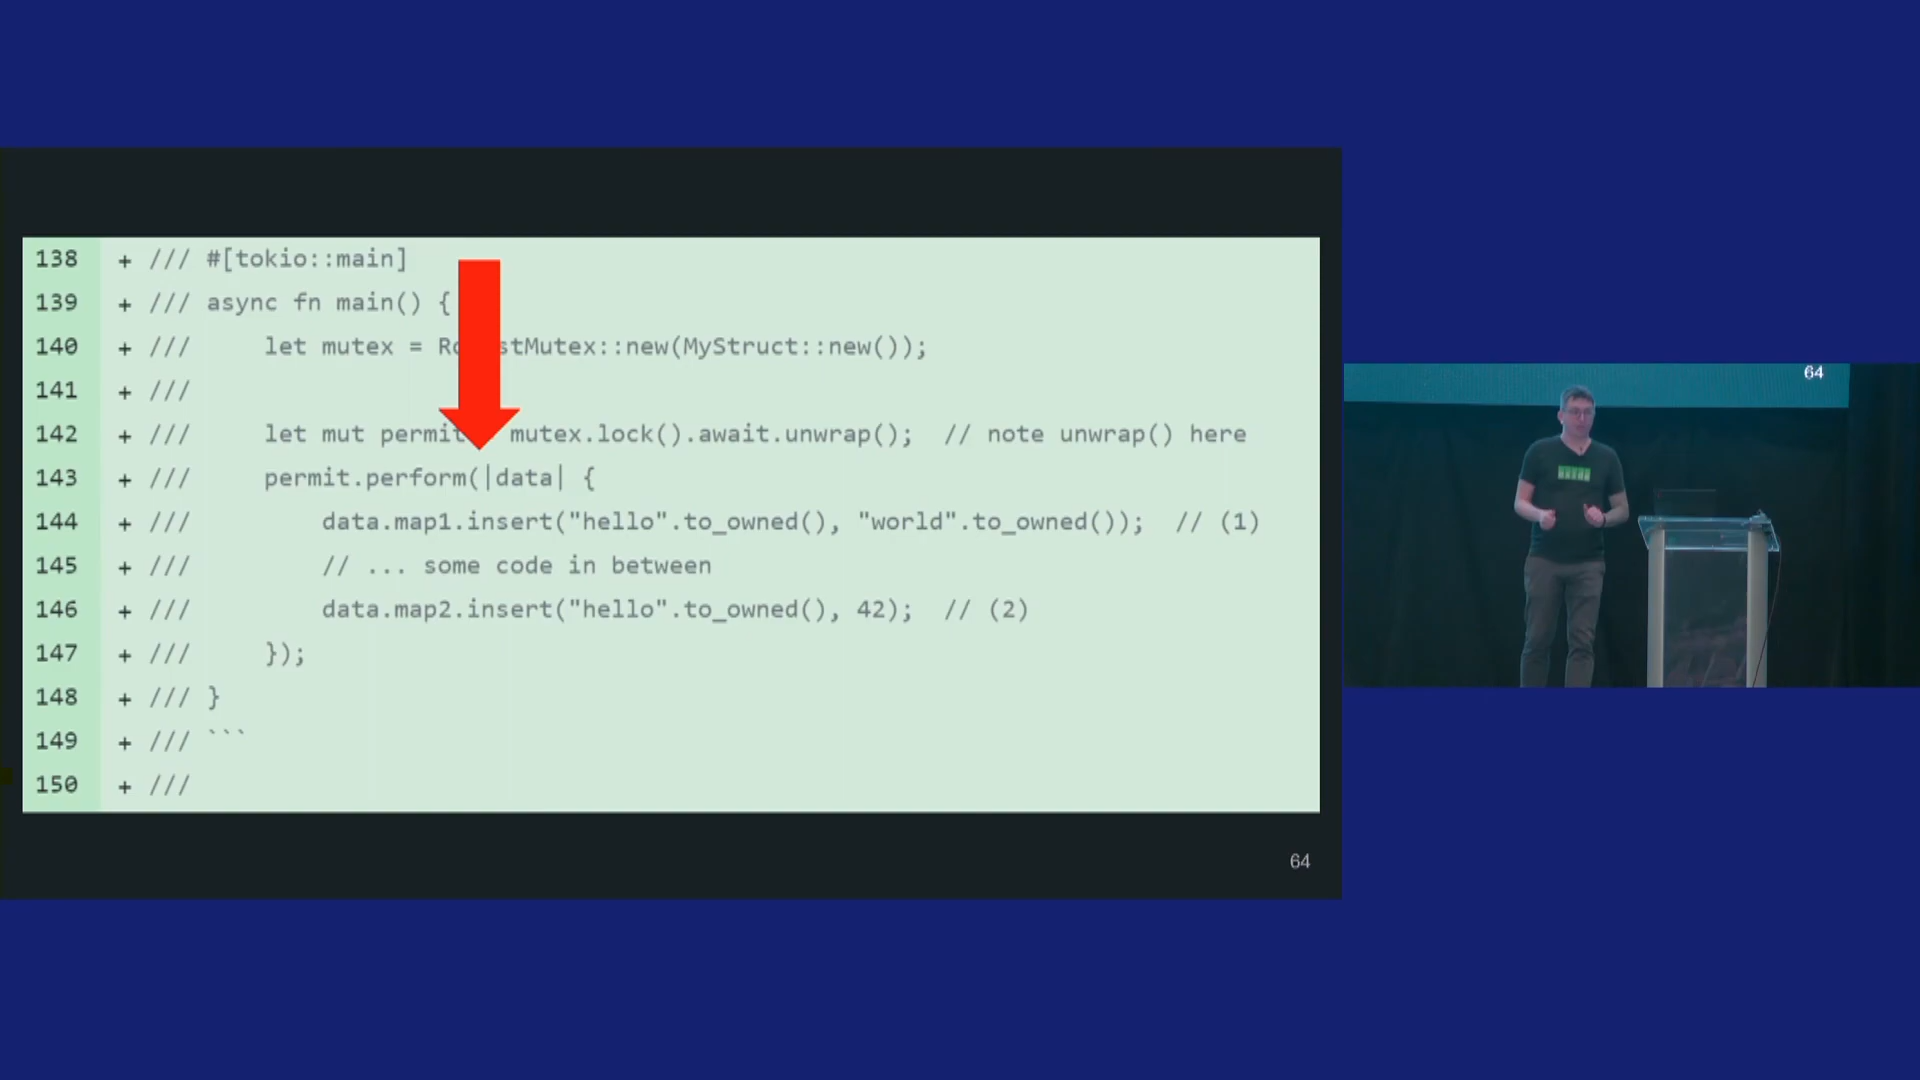 138 + /// #[tokio::main]
139 + /// async fn main() {
140 + /// let mutex = Ro stMutex::new(MyStruct::new());
141 + ///
142 + /// let mut permit mutex.lock().await.unwrap(); // note unwrap() here
143 + /// permit.perform(|data| {
144 + /// data.map1.insert("hello".to_owned(), "world".to_owned()); // (1)
145 + /// // ... some code in between
146 + /// data.map2.insert("hello".to_owned(), 42); // (2)
147 + /// });
148 + /// }
149 + /// ```
150 + ///
64
64